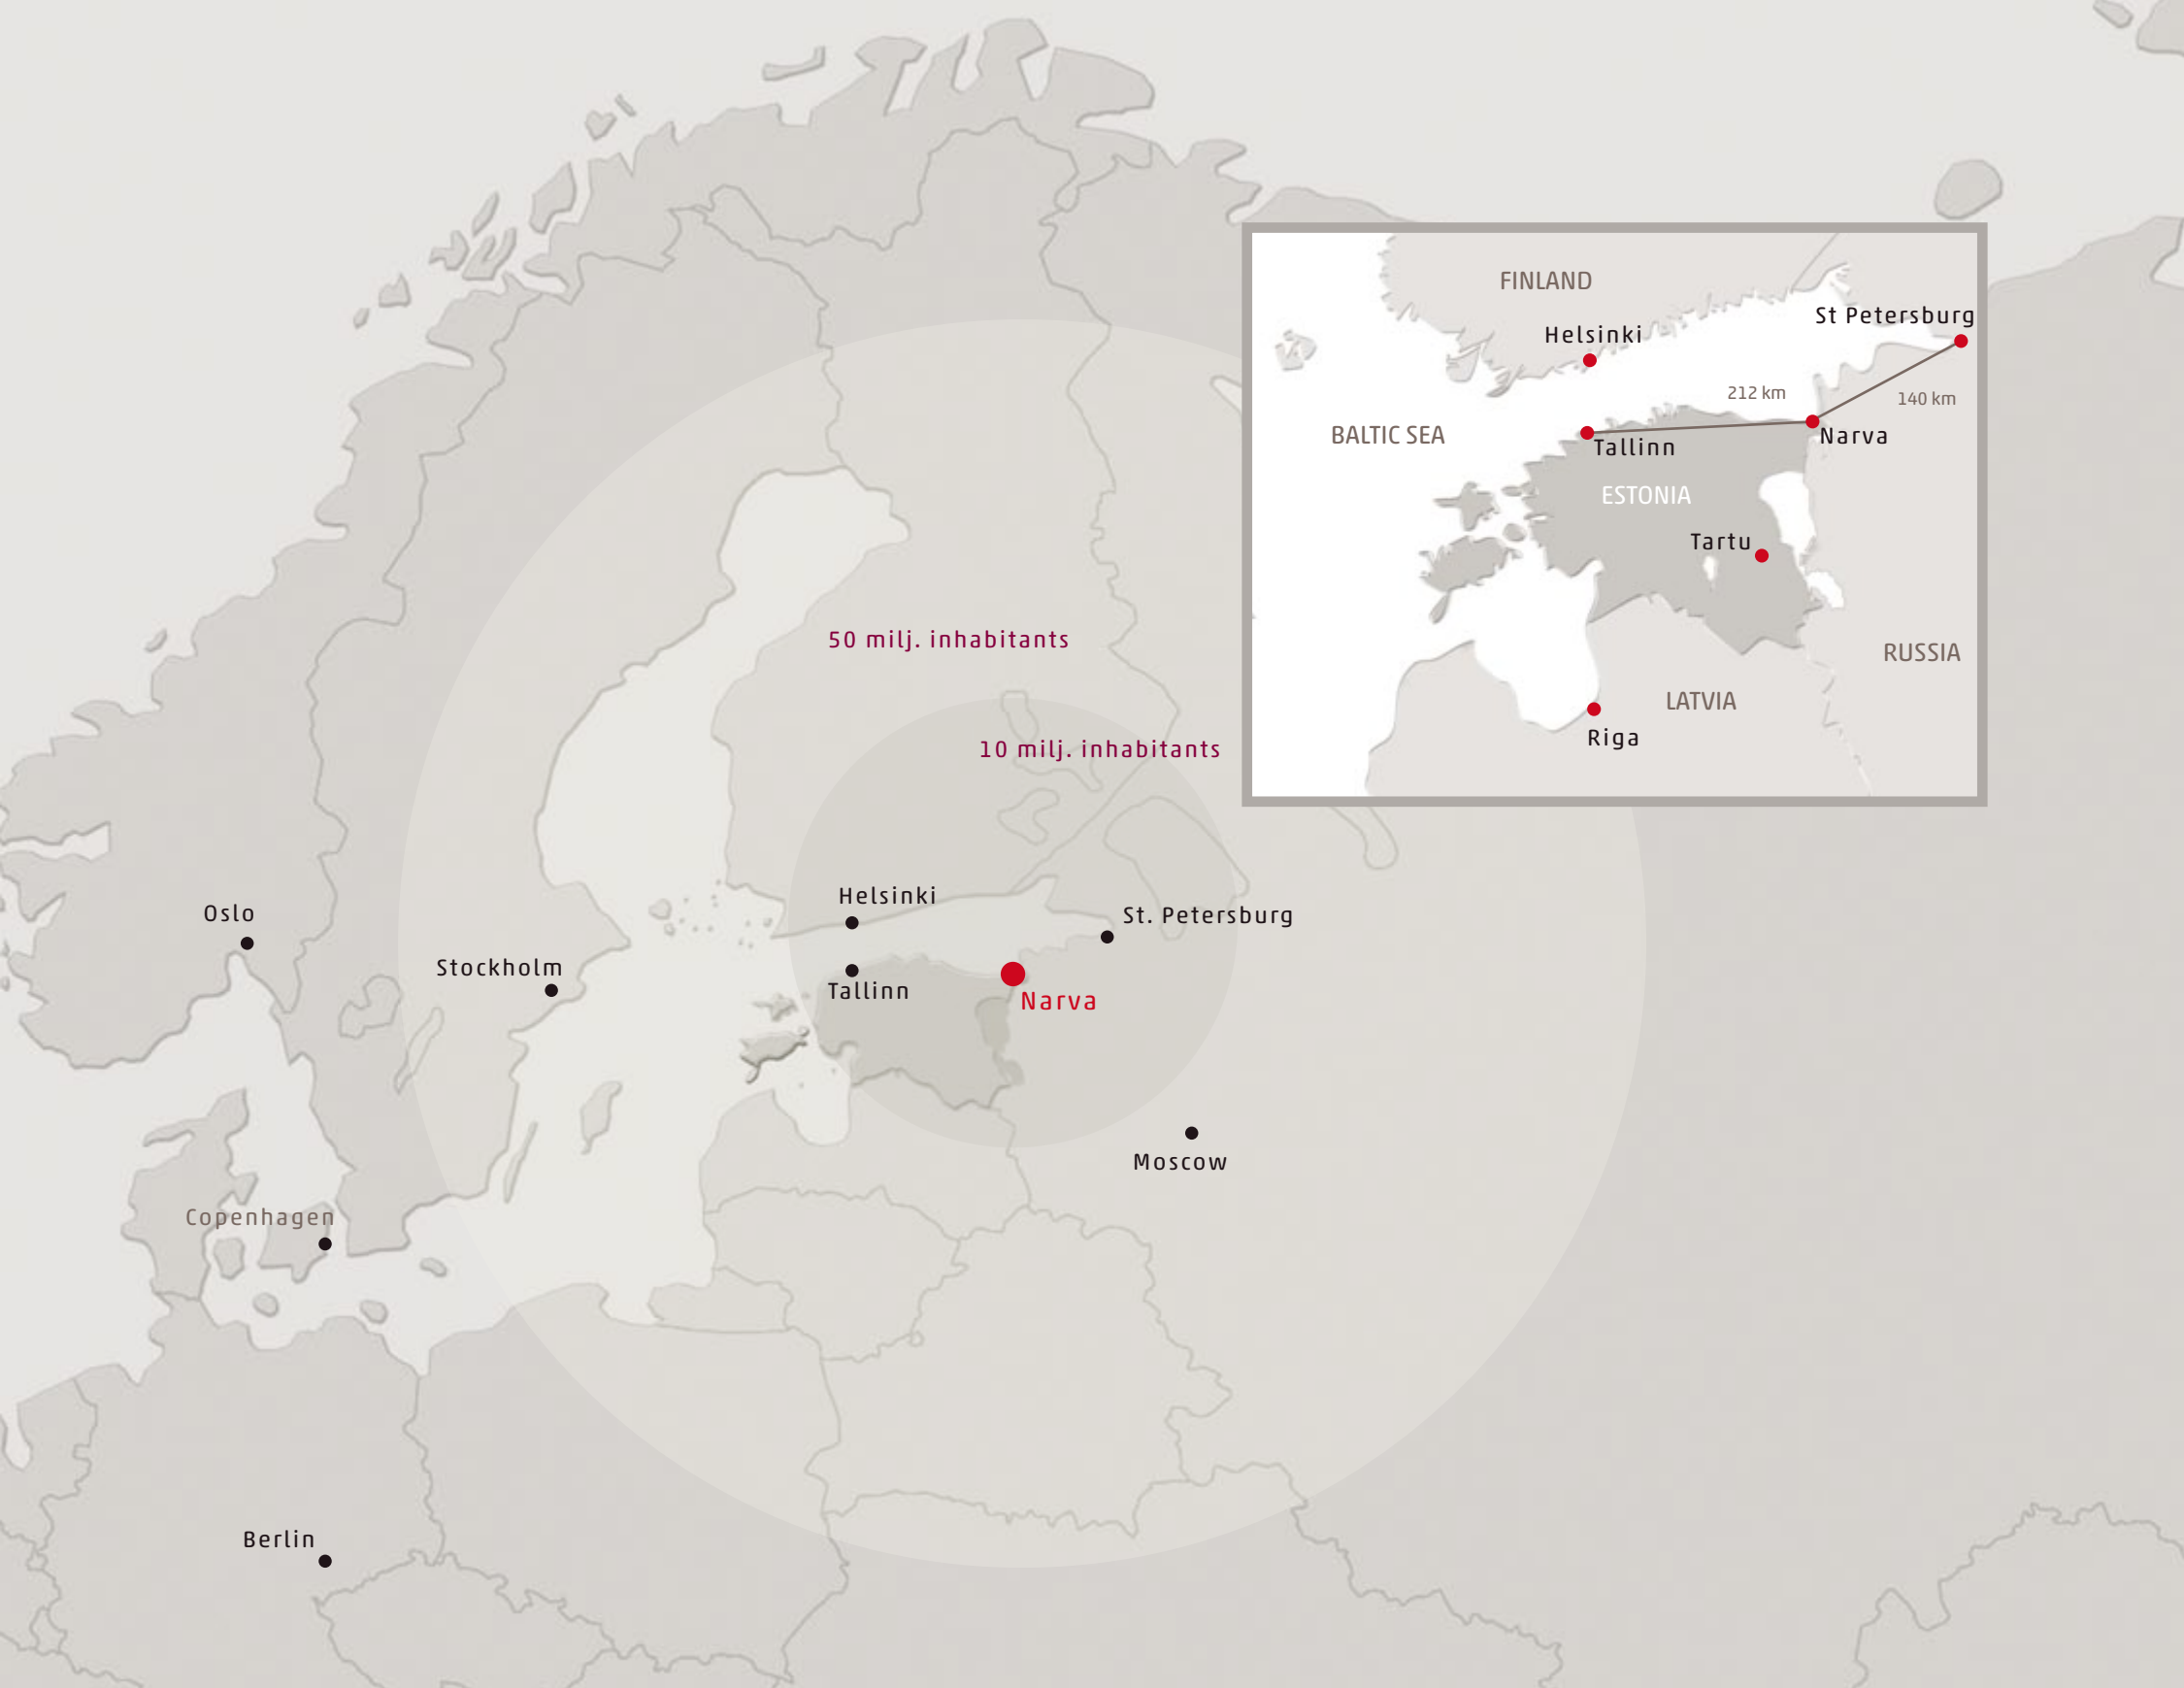 FINLAND
St Petersburg
Helsinki
212 km
140 km
BALTIC SEA
Narva
Tallinn
ESTONIA
Tartu
RUSSIA
LATVIA
Riga
50 milj. inhabitants
10 milj. inhabitants
Helsinki
Oslo
St. Petersburg
Stockholm
Tallinn
Narva
Moscow
Copenhagen
Berlin